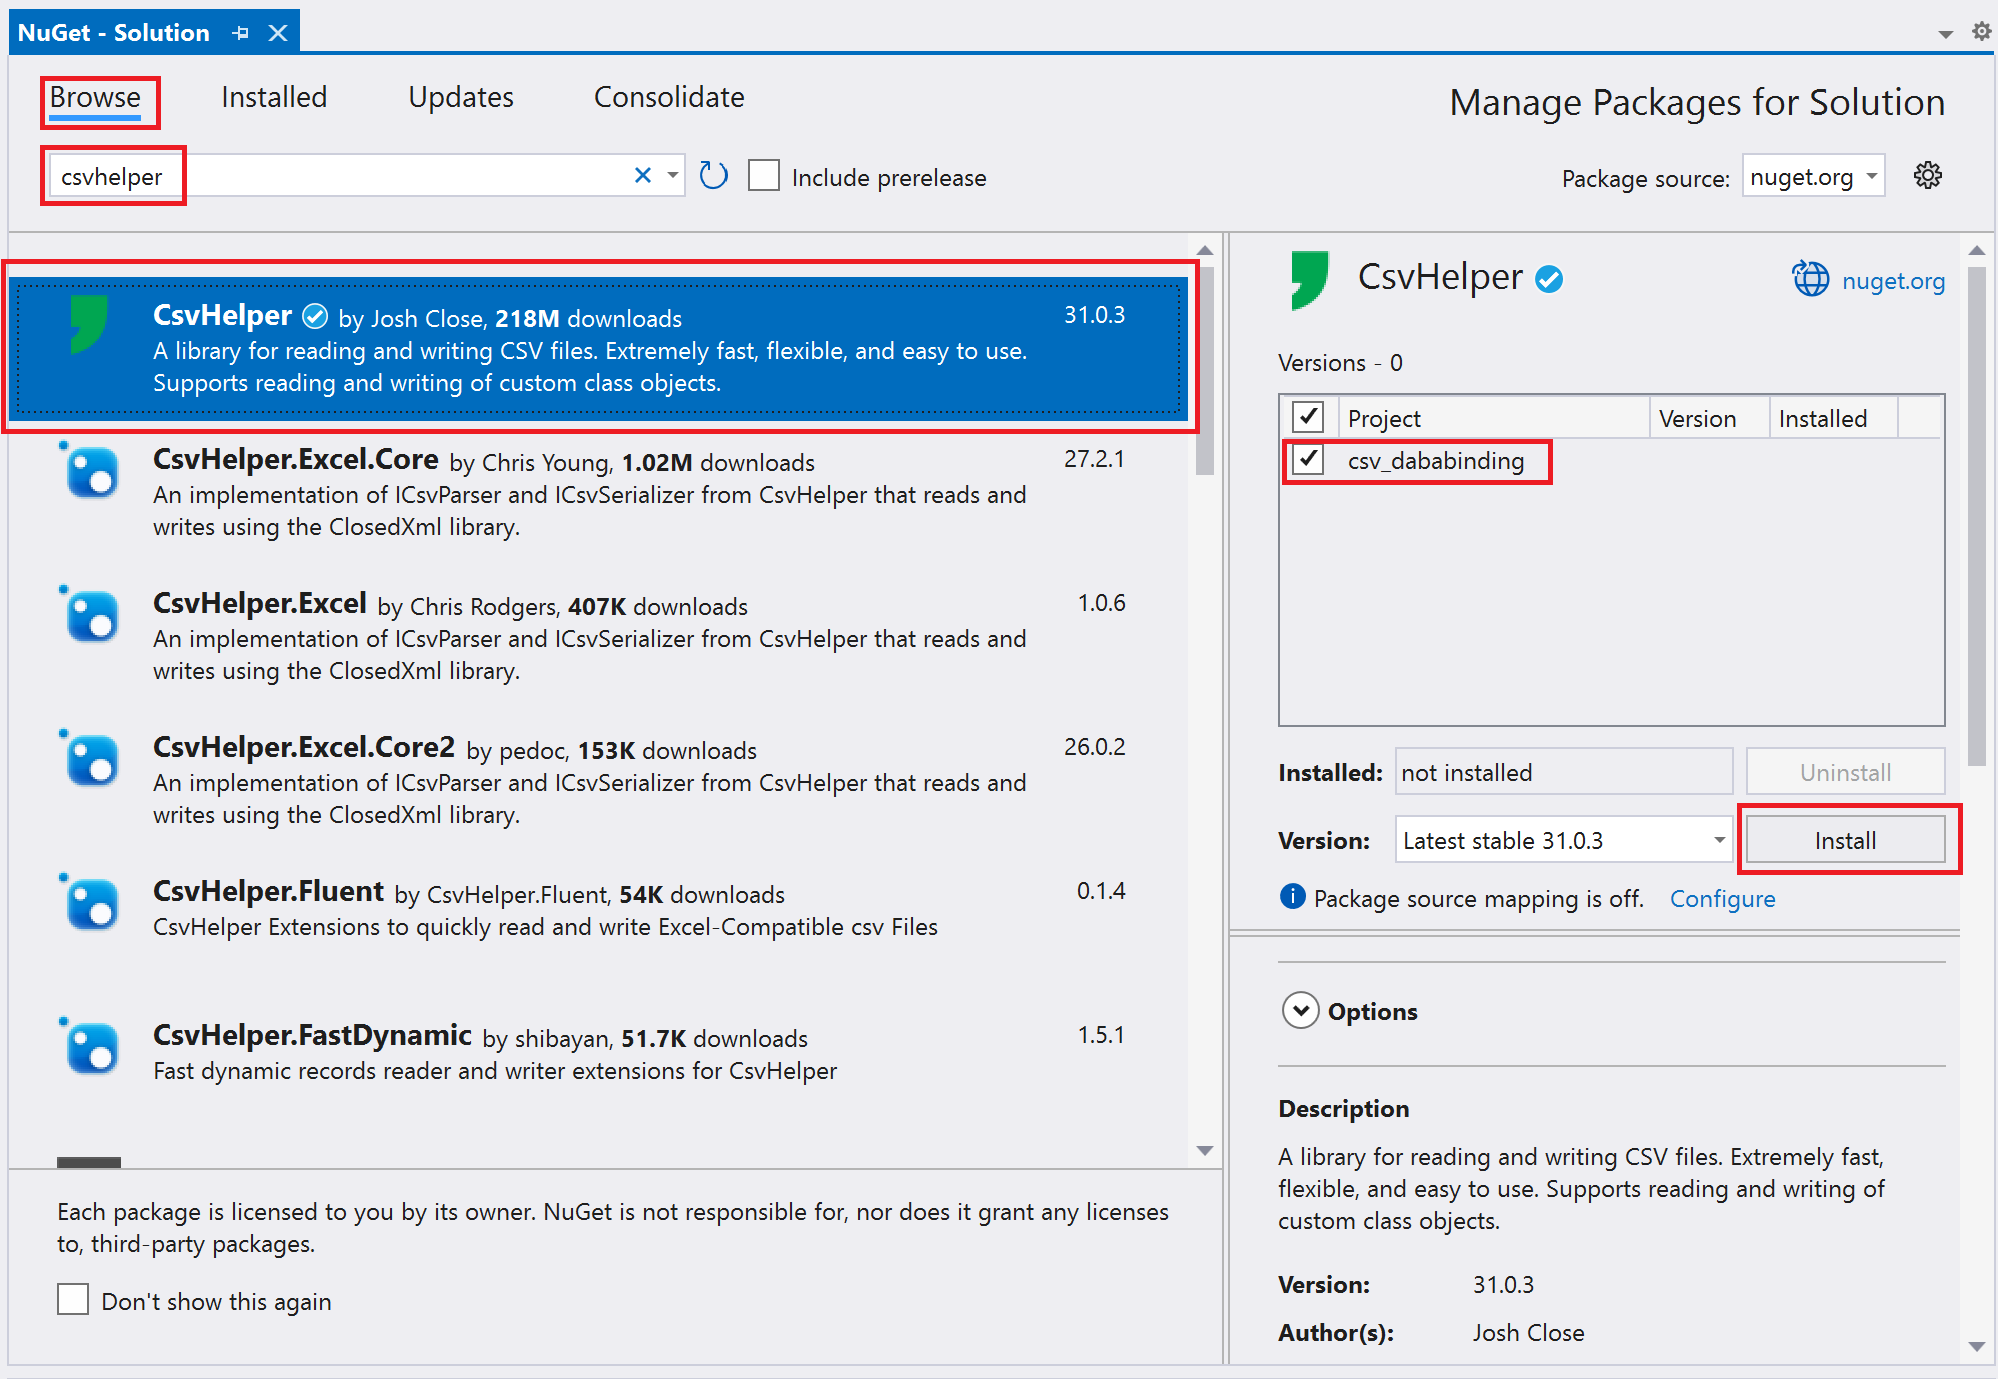 NuGet - Solution
Browse Installed Updates Consolidate
Manage Packages for Solution
csvhelper
Include prerelease
Package source: nuget.org
CsvHelper by Josh Close, 218M downloads 31.0.3
A library for reading and writing CSV files. Extremely fast, flexible, and easy to use.
Supports reading and writing of custom class objects.
CsvHelper.Excel.Core by Chris Young, 1.02M downloads 27.2.1
An implementation of ICsvParser and ICsvSerializer from CsvHelper that reads and
writes using the ClosedXml library.
CsvHelper.Excel by Chris Rodgers, 407K downloads 1.0.6
An implementation of ICsvParser and ICsvSerializer from CsvHelper that reads and
writes using the ClosedXml library.
CsvHelper.Excel.Core2 by pedoc, 153K downloads 26.0.2
An implementation of ICsvParser and ICsvSerializer from CsvHelper that reads and
writes using the ClosedXml library.
CsvHelper.Fluent by CsvHelper.Fluent, 54K downloads 0.1.4
CsvHelper Extensions to quickly read and write Excel-Compatible csv Files
CsvHelper.FastDynamic by shibayan, 51.7K downloads 1.5.1
Fast dynamic records reader and writer extensions for CsvHelper
Each package is licensed to you by its owner. NuGet is not responsible for, nor does it grant any licenses
to, third-party packages.
Don't show this again
CsvHelper
nuget.org
Versions - 0
Project Version Installed
csv_dababinding
Installed: not installed Uninstall
Version: Latest stable 31.0.3 Install
Package source mapping is off. Configure
Options
Description
A library for reading and writing CSV files. Extremely fast,
flexible, and easy to use. Supports reading and writing of
custom class objects.
Version: 31.0.3
Author(s): Josh Close